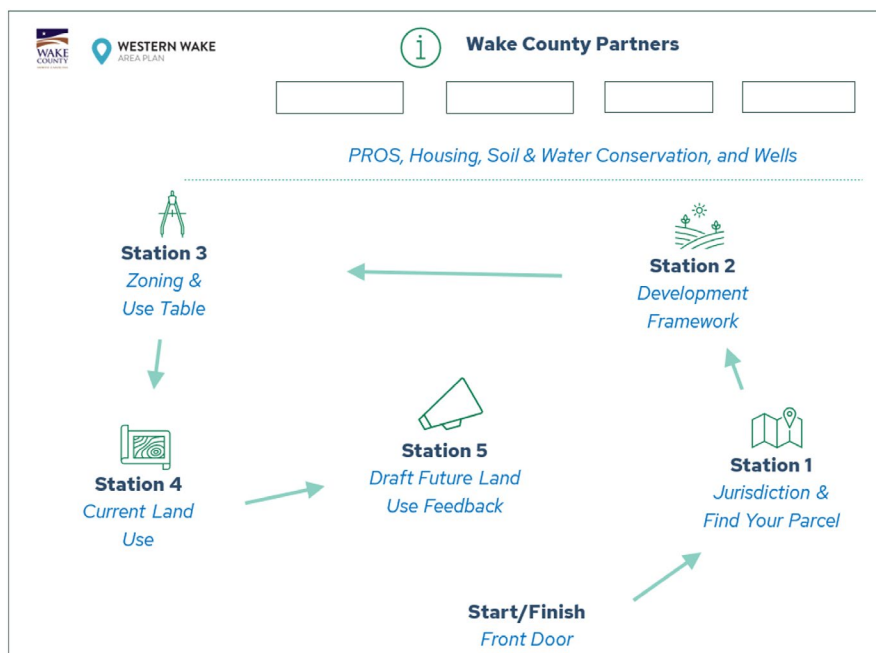 WAKE
COUNTY
WESTERN WAKE
AREA PLAN
Wake County Partners
PROS, Housing, Soil & Water Conservation, and Wells
Station 3
Zoning &
Use Table
Station 2
Development
Framework
Station 4
Current Land
Use
Station 5
Draft Future Land
Use Feedback
Station 1
Jurisdiction &
Find Your Parcel
Start/Finish
Front Door